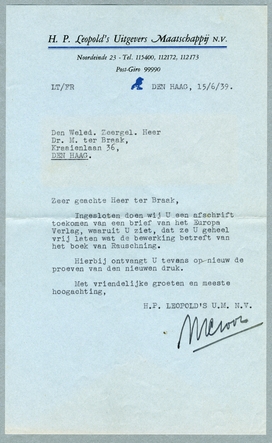 H. P. Leopold's Uitgevers Maatschappij N.V.
Noordeinde 23 - Tel. 115400, 112172, 112173
Post-Giro 99990
LT/FR
DEN HAAG, 15/6/39.
Den Weled. Zeergel. Heer
Dr. M. ter Braak,
Kraaienlaan 36,
DEN HAAG.
Zeer geachte Heer ter Braak,
Ingesloten doen wij U een afschrift
toekomen van een brief van het Europa
Verlag, waaruit U ziet, dat ze U geheel
vrij leten wat de bewerking betreft van
het boek van Rauschning.
Hierbij ontvangt U tevens op nieuw de
proeven van den nieuwen druk.
Met vriendelijke groeten en meeste
hoogachting,
H.P. LEOPOLD'S U.M. N.V.